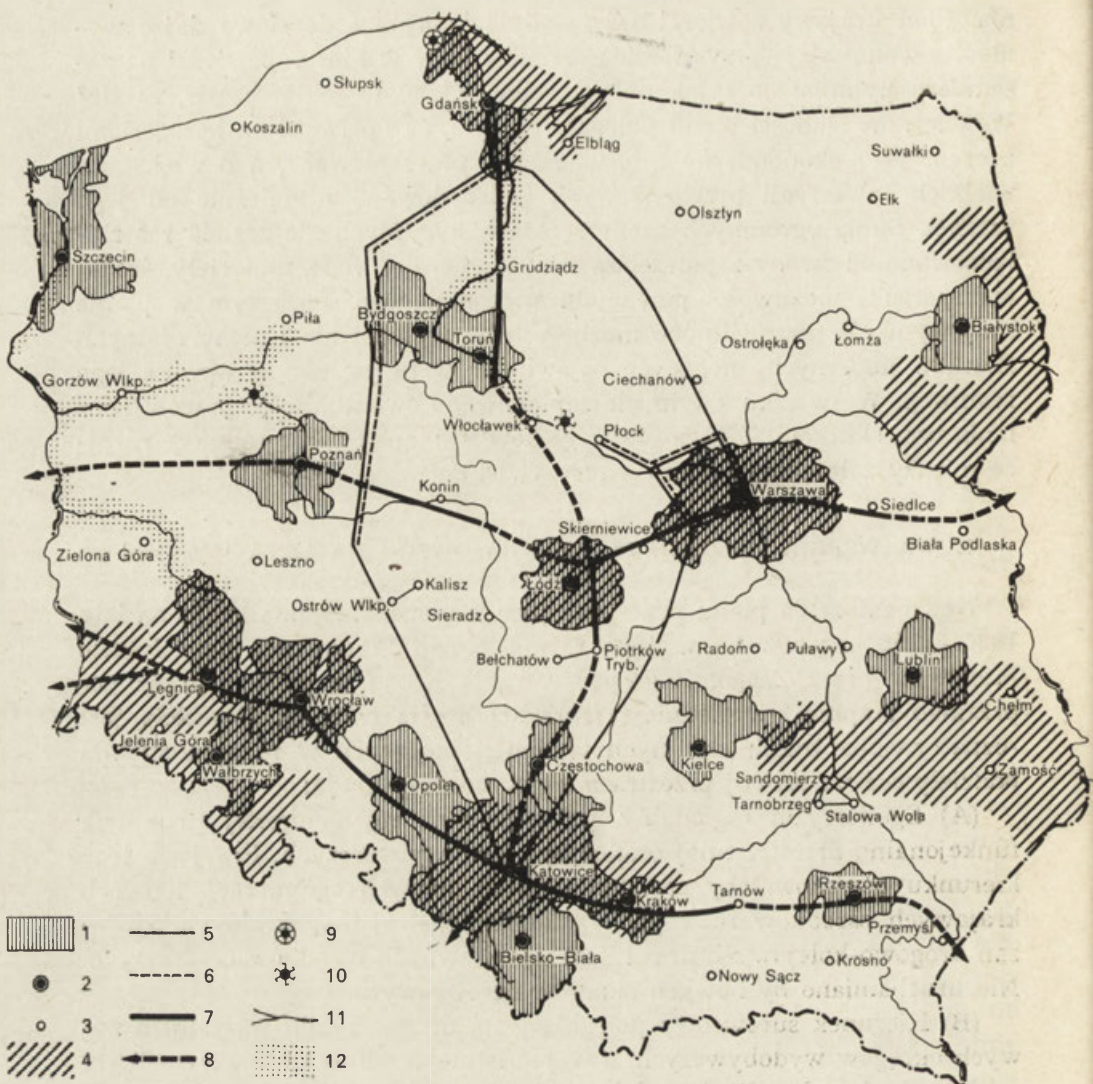 Słupsk
Gdańsk
Koszalin
Elbląg
Suwałki
Ełk
Olsztyn
Szczecin
Grudziądz
Piła
Bydgoszcz
Toruń
Ostrołęka
Łomża
Białystok
Gorzów Wlkp.
Ciechanów
Włocławek
Płock
Poznań
Konin
Warszawa
Siedlce
Skierniewice
Biała Podlaska
Zielona Góra
Leszno
Łódź
Kalisz
Ostrów Wlkp.
Sieradz
Bełchatów
Piotrków
Tryb.
Radom
Puławy
Lublin
Legnica
Wrocław
Chełm
Jelenia Góra
Wałbrzych
Opole
Częstochowa
Kielce
Zamość
Sandomierz
Tarnobrzeg
Stalowa Wola
Katowice
Kraków
Tarnów
Rzeszów
Przemyśl
Bielsko-Biała
Krosno
Nowy Sącz
1
5
9
2
6
10
3
7
11
4
8
12